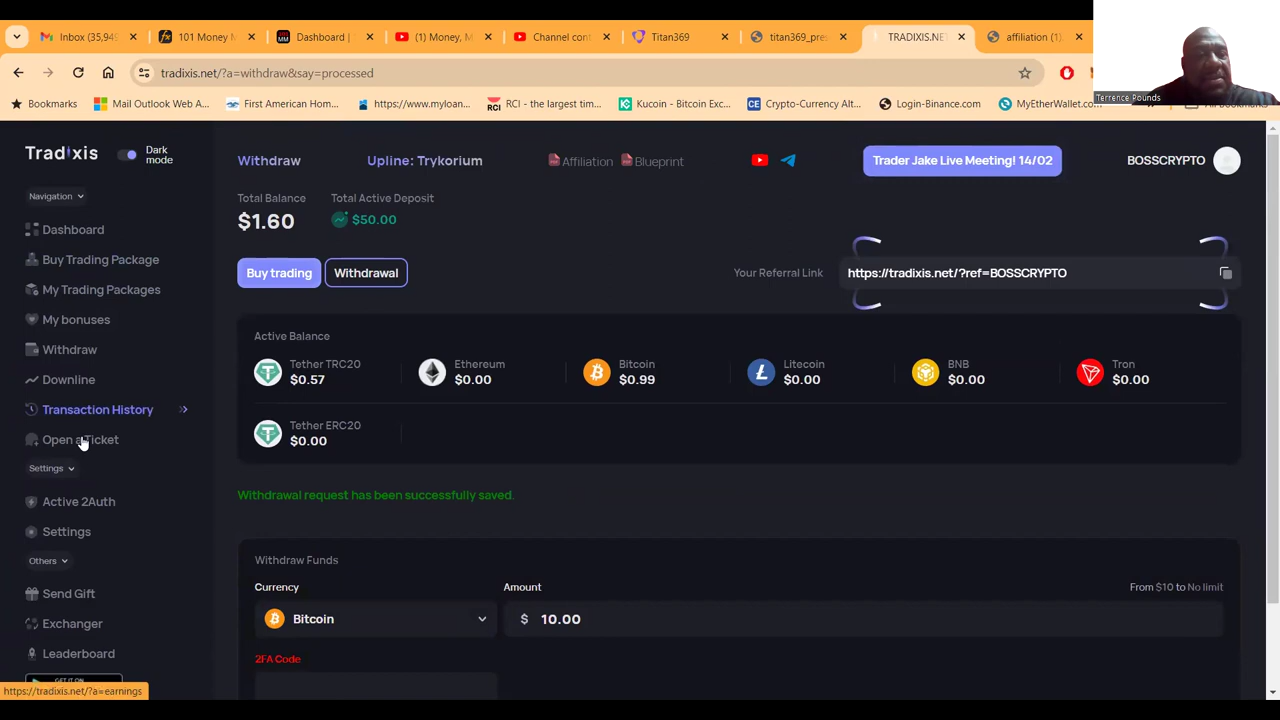 Inbox (35,949
101 Money M
Dashboard |
(1) Money, M
Channel cont
Titan369
titan369_pres
TRADIXIS.NE
affiliation (1)
tradixis.net/?a=withdraw&say=processed
Bookmarks
Mail Outlook Web A...
First American Hom...
https://www.myloan...
RCI - the largest tim...
Kucoin - Bitcoin Exc...
Crypto-Currency Alt...
Login-Binance.com
MyEtherWallet.com
Terrence Pounds
Tradixis
Dark mode
Withdraw
Upline: Trykorium
Affiliation
Blueprint
Trader Jake Live Meeting! 14/02
BOSSCRYPTO
Navigation
Dashboard
Buy Trading Package
My Trading Packages
My bonuses
Withdraw
Downline
Transaction History
Open a Ticket
Settings
Active 2Auth
Settings
Others
Send Gift
Exchanger
Leaderboard
GET IT ON
https://tradixis.net/?a=earnings
Total Balance
$1.60
Total Active Deposit
$50.00
Buy trading
Withdrawal
Your Referral Link
https://tradixis.net/?ref=BOSSCRYPTO
Active Balance
Tether TRC20
$0.57
Ethereum
$0.00
Bitcoin
$0.99
Litecoin
$0.00
BNB
$0.00
Tron
$0.00
Tether ERC20
$0.00
Withdrawal request has been successfully saved.
Withdraw Funds
Currency
Amount
From $10 to No limit
Bitcoin
$ 10.00
2FA Code